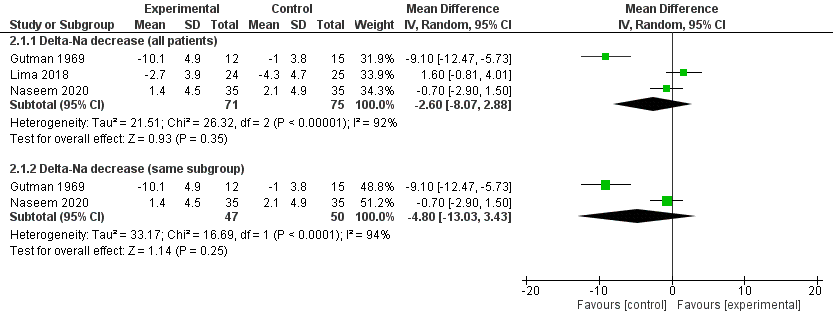 Experimental Control Mean Difference Mean Difference
Study or Subgroup Mean SD Total Mean SD Total Weight IV, Random, 95% CI IV, Random, 95% CI
2.1.1 Delta-Na decrease (all patients)
Gutman 1969 -10.1 4.9 12 -1 3.8 15 31.9% -9.10 [-12.47, -5.73]
Lima 2018 -2.7 3.9 24 -4.3 4.7 25 33.9% 1.60 [-0.81, 4.01]
Naseem 2020 1.4 4.5 35 2.1 4.9 35 34.2% -0.70 [-2.90, 1.50]
Subtotal (95% CI) 71 75 100.0% -2.60 [-8.07, 2.88]
Heterogeneity: Tau² = 21.51; Chi² = 26.32, df = 2 (P < 0.00001); I² = 92%
Test for overall effect: Z = 0.93 (P = 0.35)
2.1.2 Delta-Na decrease (same subgroup)
Gutman 1969 -10.1 4.9 12 -1 3.8 15 48.8% -9.10 [-12.47, -5.73]
Naseem 2020 1.4 4.5 35 2.1 4.9 35 51.2% -0.70 [-2.90, 1.50]
Subtotal (95% CI) 47 50 100.0% -4.80 [-13.03, 3.43]
Heterogeneity: Tau² = 33.17; Chi² = 16.69, df = 1 (P < 0.0001); I² = 94%
Test for overall effect: Z = 1.14 (P = 0.25)
-20 -10 0 10 20
Favours [control] Favours [experimental]